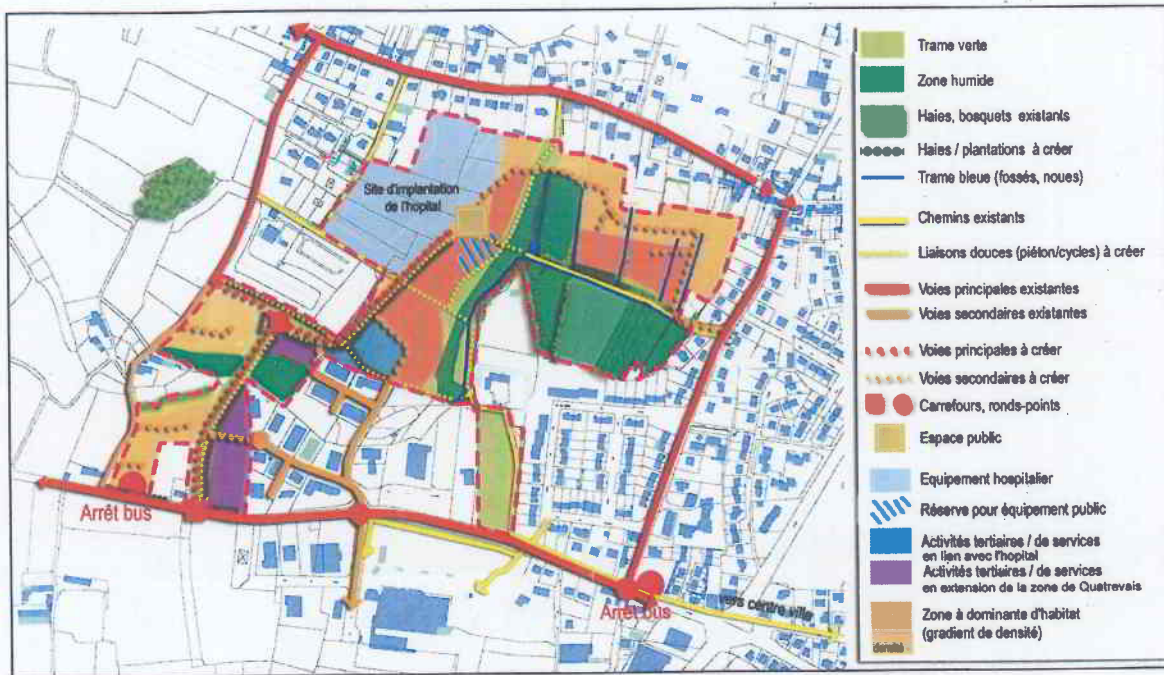 Site d'implantation
de l'hopital
Arrêt bus
Arrêt bus
vers centre ville
Trame verte
Zone humide
Haies, bosquets existants
Haies / plantations à créer
Trame bleue (fossés, noues)
Chemins existants
Liaisons douces (piéton/cycles) à créer
Voies principales existantes
Voies secondaires existantes
Voies principales à créer
Voies secondaires à créer
Carrefours, ronds-points
Espace public
Equipement hospitalier
Réserve pour équipement public
Activités tertiaires / de services
en lien avec l'hopital
Activités tertiaires / de services
en extension de la zone de Quatrevais
Zone à dominante d'habitat
(gradient de densité)
densité